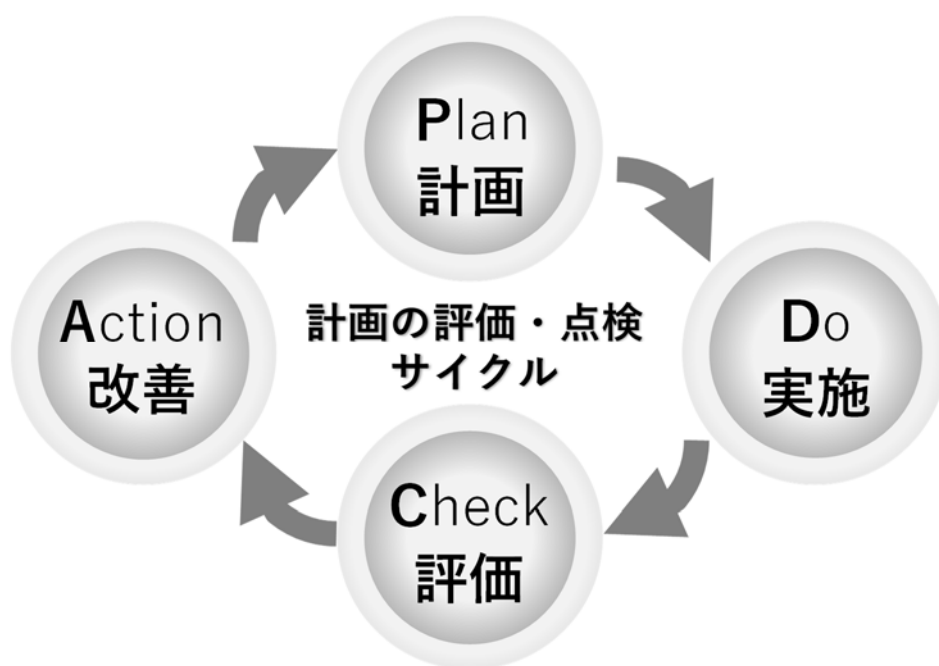 Plan
計画
Do
実施
Check
評価
Action
改善
計画の評価・点検
サイクル